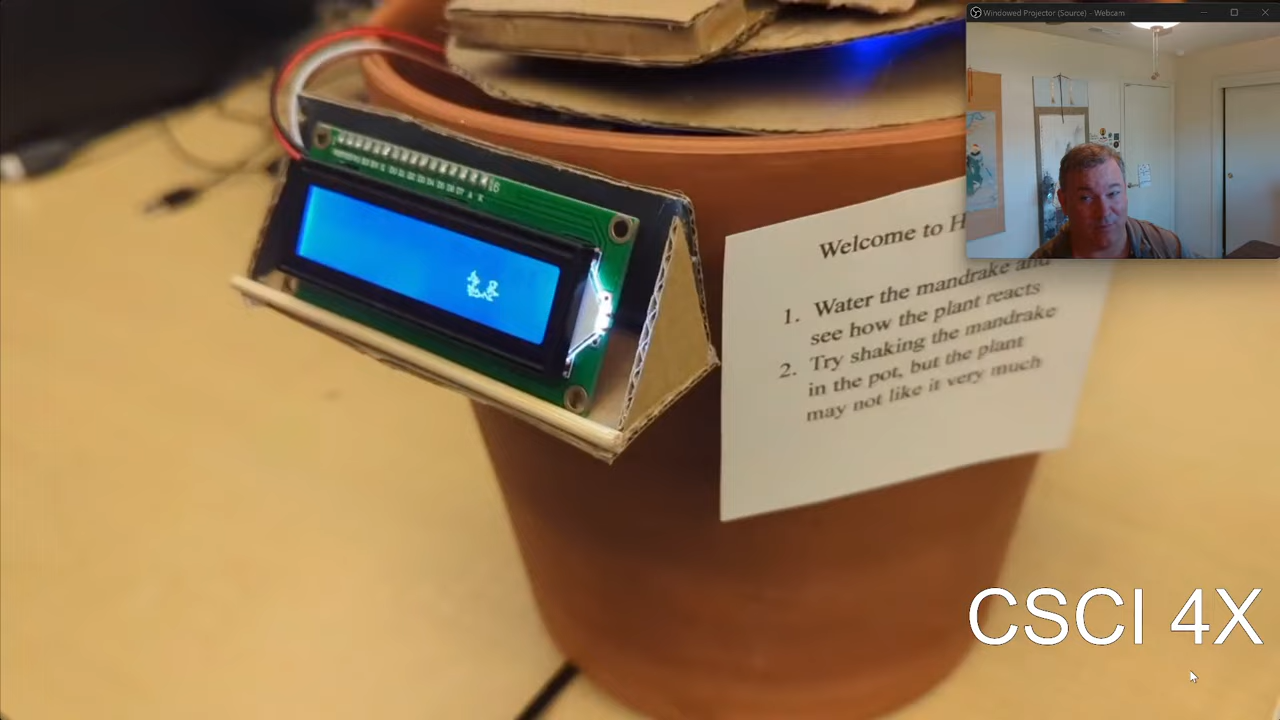 Windowed Projector (Source) - Webcam
16
Welcome to
1. Water the mandrake and
see how the plant reacts
2. Try shaking the mandrake
in the pot, but the plant
may not like it very much
CSCI 4X